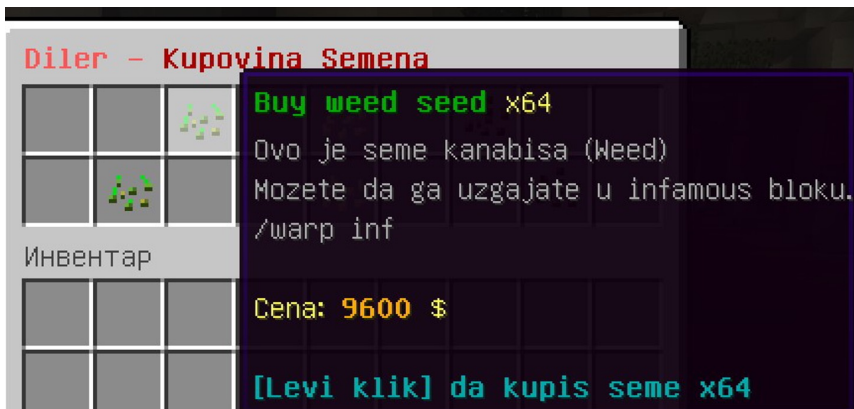 Diler - Kupovina Semena
Buy weed seed x64
Ovo je seme kanabisa (Weed)
Mozete da ga uzgajate u infamous bloku.
/warp inf
Инвентар
Cena: 9600 $
[Levi klik] da kupis seme x64